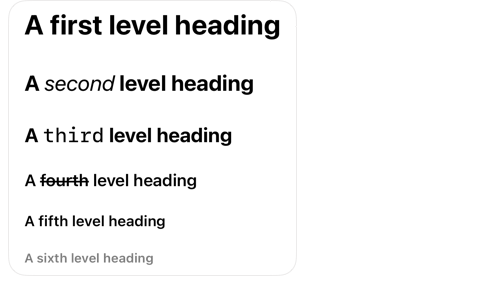 A first level heading
A second level heading
A third level heading
A fourth level heading
A fifth level heading
A sixth level heading